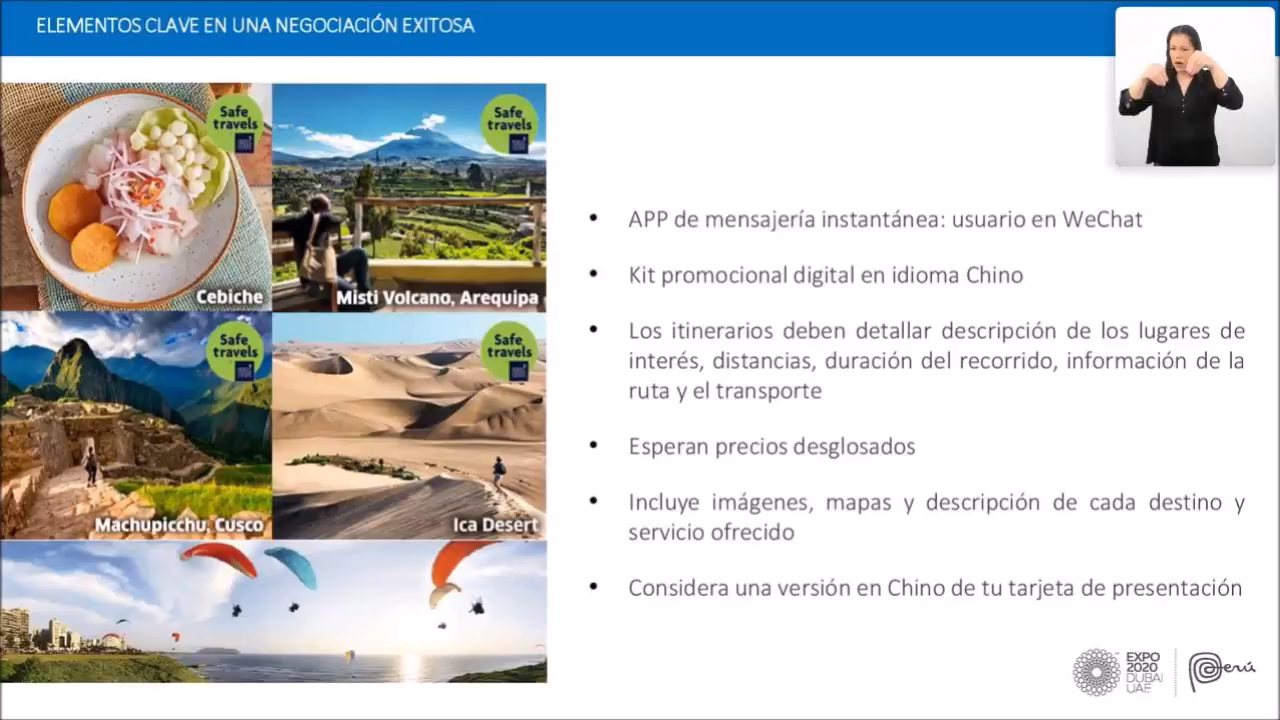 ELEMENTOS CLAVE EN UNA NEGOCIACIÓN EXITOSA
Safe
travels
Cebiche
Safe
travels
Misti Volcano, Arequipa
Safe
travels
Machupicchu, Cusco
Safe
travels
Ica Desert
• APP de mensajería instantánea: usuario en WeChat
• Kit promocional digital en idioma Chino
• Los itinerarios deben detallar descripción de los lugares de
interés, distancias, duración del recorrido, información de la
ruta y el transporte
• Esperan precios desglosados
• Incluye imágenes, mapas y descripción de cada destino y
servicio ofrecido
• Considera una versión en Chino de tu tarjeta de presentación
EXPO
2020
DUBAI
UAE
Perú